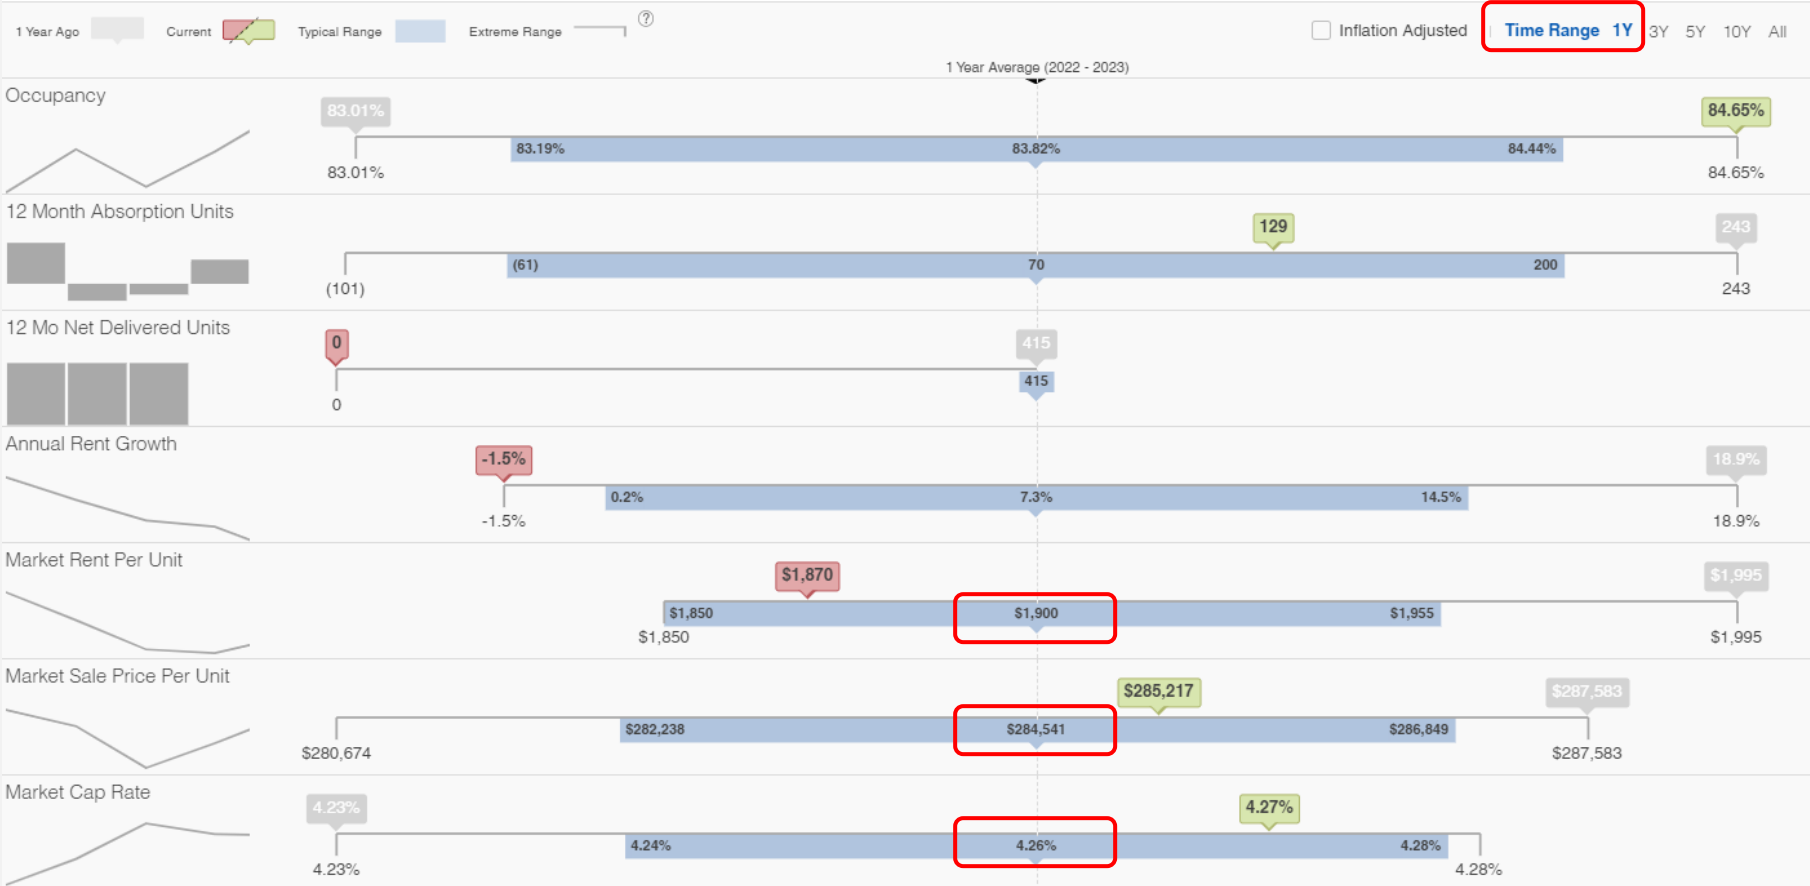 1 Year Ago Current Typical Range Extreme Range ? Inflation Adjusted Time Range 1Y 3Y 5Y 10Y All
1 Year Average (2022 - 2023)
Occupancy
83.01% 84.65%
83.19% 83.82% 84.44%
83.01% 84.65%
12 Month Absorption Units
129 243
(61) 70 200
(101) 243
12 Mo Net Delivered Units
0 415
415
0
Annual Rent Growth
-1.5% 18.9%
0.2% 7.3% 14.5%
-1.5% 18.9%
Market Rent Per Unit
$1,870 $1,995
$1,850 $1,900 $1,955
$1,850 $1,995
Market Sale Price Per Unit
$285,217 $287,583
$282,238 $284,541 $286,849
$280,674 $287,583
Market Cap Rate
4.23% 4.27%
4.24% 4.26% 4.28%
4.23% 4.28%